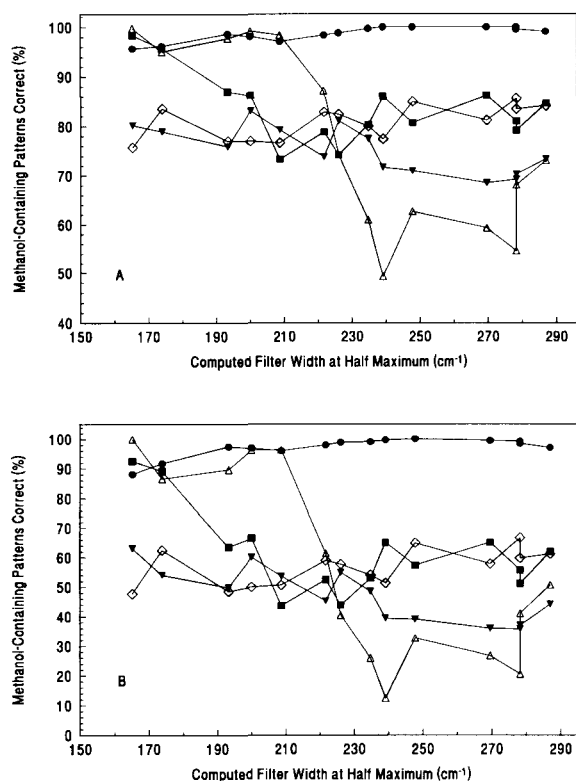 Methanol-Containing Patterns Correct (%)
100
90
80
70
60
50
40
A
150 170 190 210 230 250 270 290
Computed Filter Width at Half Maximum (cm-1)
Methanol-Containing Patterns Correct (%)
100
90
80
70
60
50
40
30
20
10
0
B
150 170 190 210 230 250 270 290
Computed Filter Width at Half Maximum (cm-1)